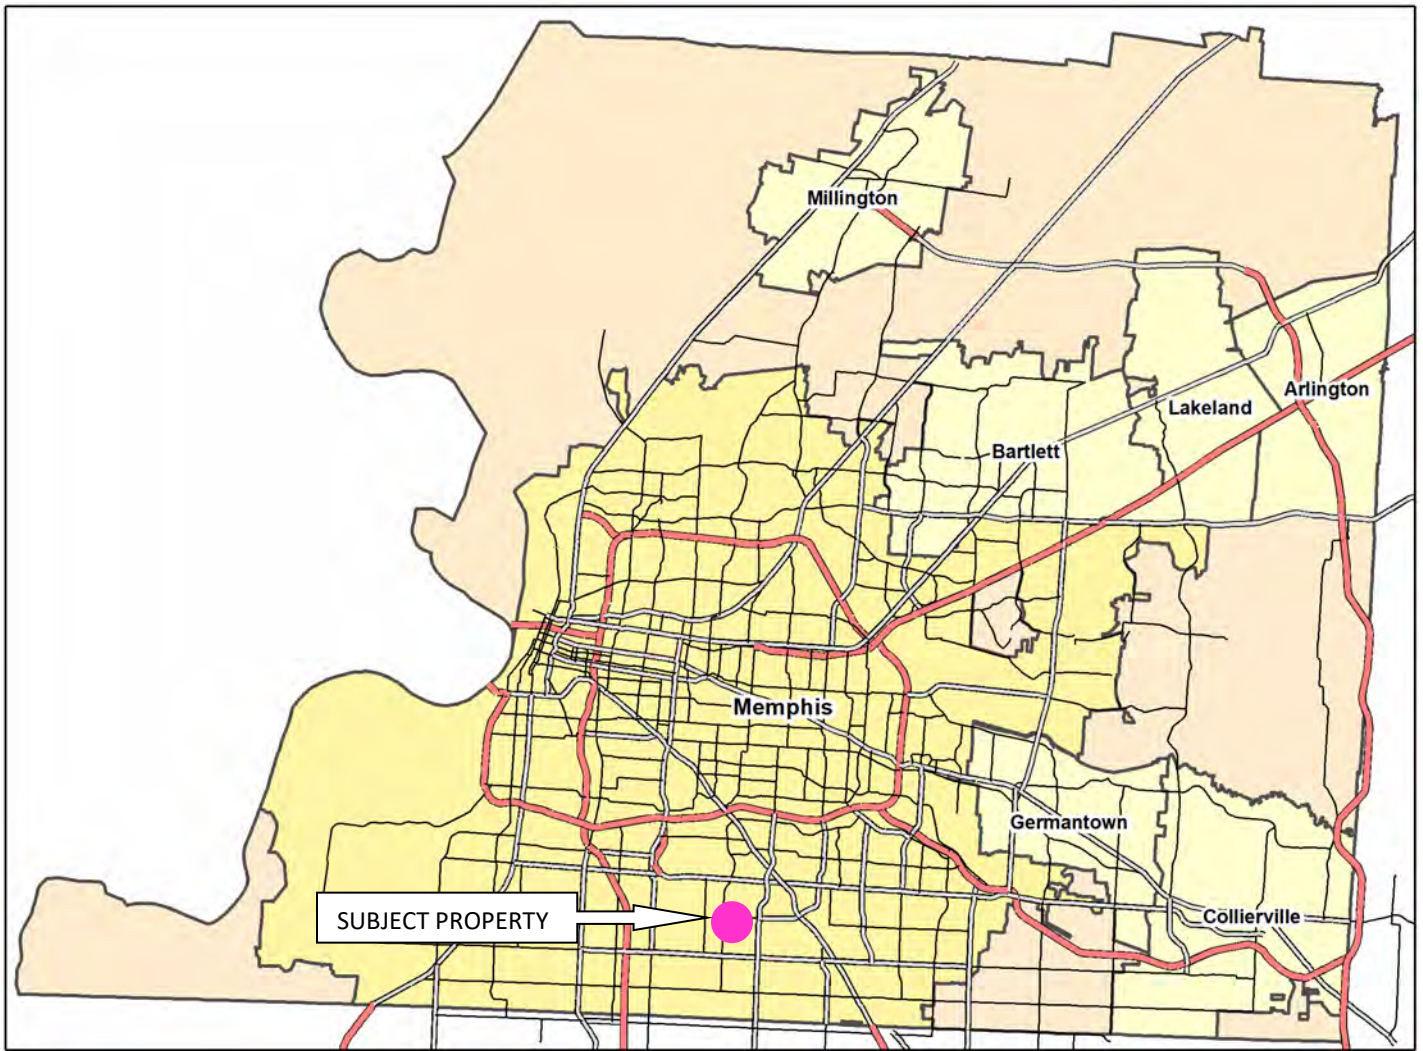 Millington
Arlington
Lakeland
Bartlett
Memphis
Germantown
SUBJECT PROPERTY
Collierville